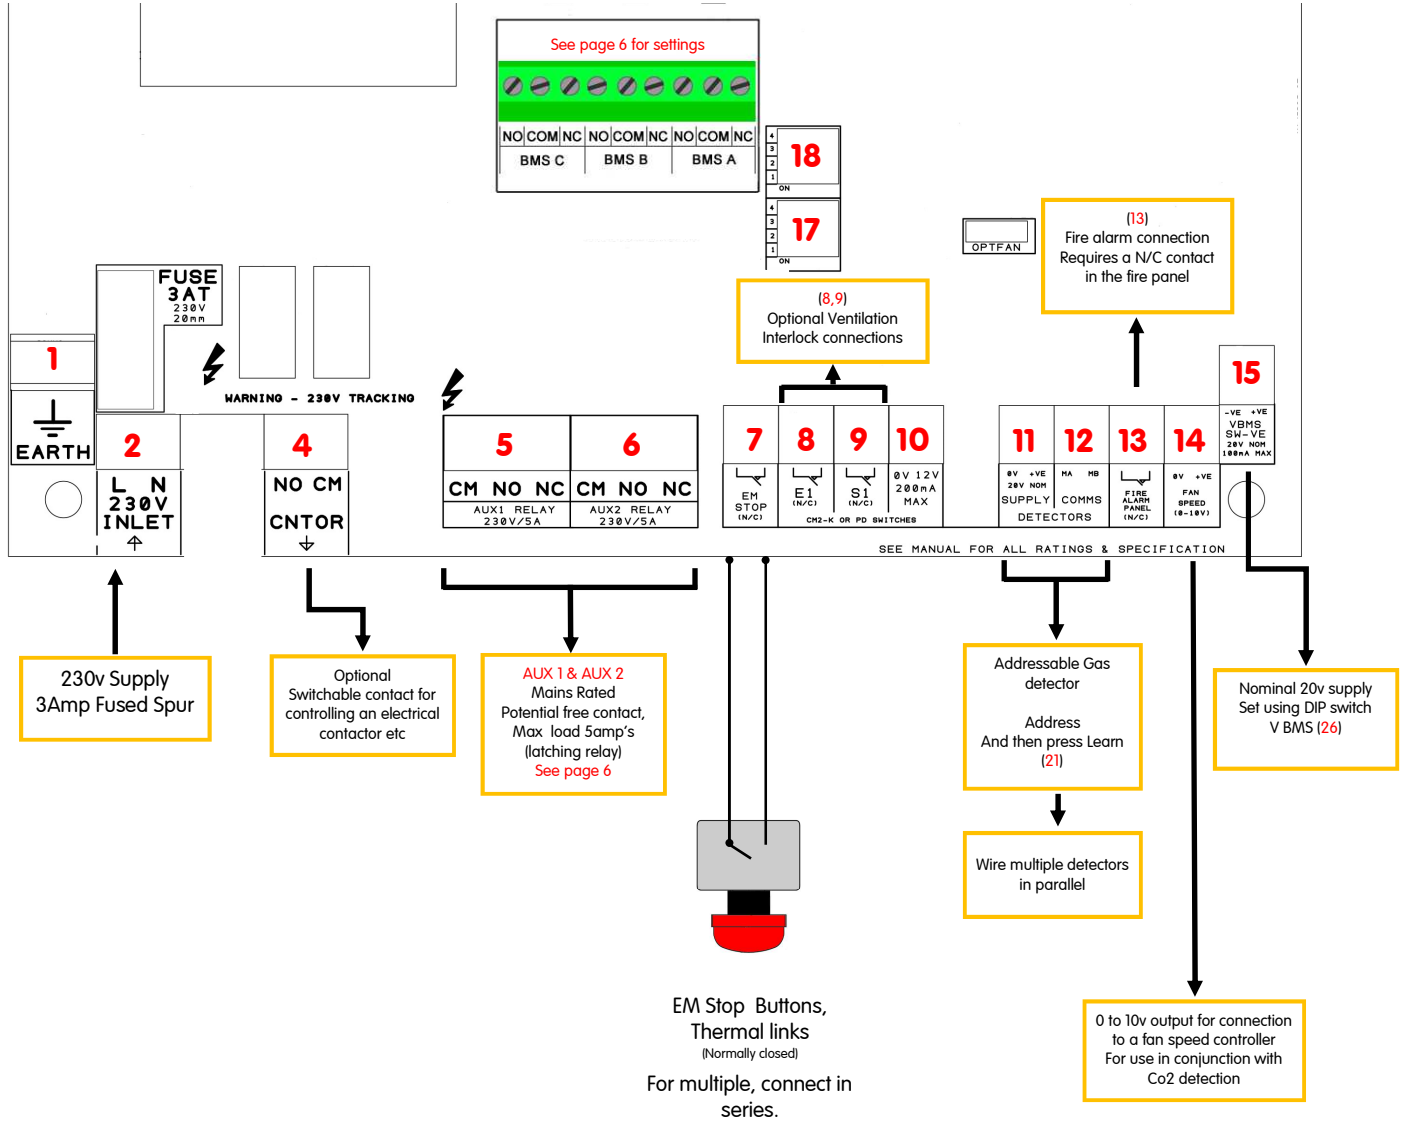 See page 6 for settings
NO COM NC NO COM NC NO COM NC
BMS C BMS B BMS A
4
3
2
1
18
ON
4
3
2
1
17
ON
OPTFAN
(13)
Fire alarm connection
Requires a N/C contact
in the fire panel
(8,9)
Optional Ventilation
Interlock connections
FUSE
3AT
230V
20mm
WARNING - 230V TRACKING
1
EARTH
2
L N
230V
INLET
4
NO CM
CNTOR
5
CM NO NC
AUX1 RELAY
230V/5A
6
CM NO NC
AUX2 RELAY
230V/5A
7
EM
STOP
(N/C)
8
E1
(N/C)
9
S1
(N/C)
10
0V 12V
200mA
MAX
CM2-K OR PD SWITCHES
11
0V +VE
20V NOM
SUPPLY
12
MA MB
COMMS
DETECTORS
13
FIRE
ALARM
PANEL
(N/C)
14
0V +VE
FAN
SPEED
(0-10V)
15
-VE +VE
VBMS
SW-VE
20V NOM
100mA MAX
SEE MANUAL FOR ALL RATINGS & SPECIFICATION
230v Supply
3Amp Fused Spur
Optional
Switchable contact for
controlling an electrical
contactor etc
AUX 1 & AUX 2
Mains Rated
Potential free contact,
Max load 5amp's
(latching relay)
See page 6
Addressable Gas
detector
Address
And then press Learn
(21)
Wire multiple detectors
in parallel
Nominal 20v supply
Set using DIP switch
V BMS (26)
EM Stop Buttons,
Thermal links
(Normally closed)
For multiple, connect in
series.
0 to 10v output for connection
to a fan speed controller
For use in conjunction with
Co2 detection